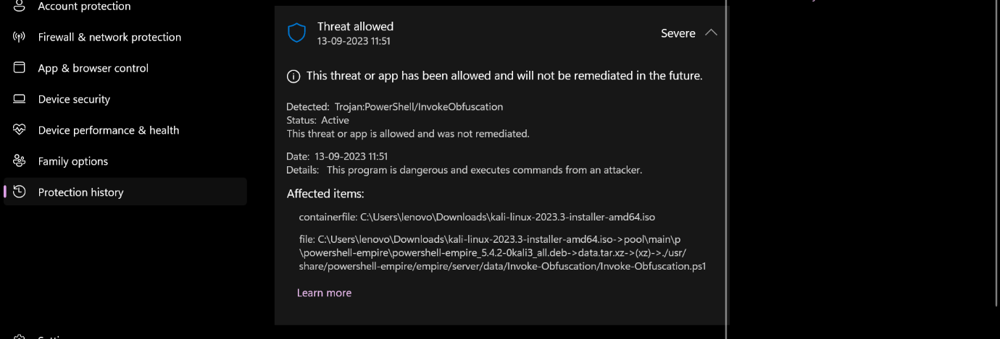 Account protection
Firewall & network protection
App & browser control
Device security
Device performance & health
Family options
Protection history
Threat allowed
13-09-2023 11:51
Severe
This threat or app has been allowed and will not be remediated in the future.
Detected: Trojan:PowerShell/InvokeObfuscation
Status: Active
This threat or app is allowed and was not remediated.
Date: 13-09-2023 11:51
Details: This program is dangerous and executes commands from an attacker.
Affected items:
containerfile: C:\Users\lenovo\Downloads\kali-linux-2023.3-installer-amd64.iso
file: C:\Users\lenovo\Downloads\kali-linux-2023.3-installer-amd64.iso->pool\main\p
\powershell-empire\powershell-empire_5.4.2-0kali3_all.deb->data.tar.xz->(xz)->./usr/
share/powershell-empire/empire/server/data/Invoke-Obfuscation/Invoke-Obfuscation.ps1
Learn more